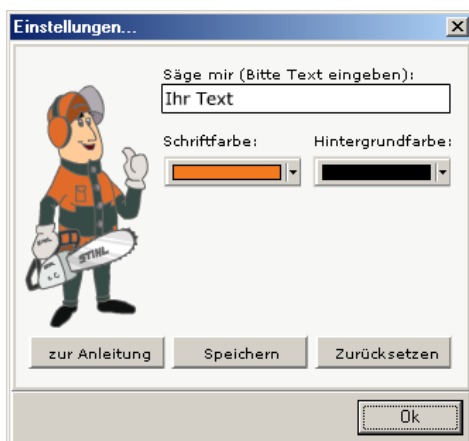 Einstellungen...
Säge mir (Bitte Text eingeben):
Ihr Text
Schriftfarbe: Hintergrundfarbe:
STIHL
zur Anleitung Speichern Zurücksetzen
Ok